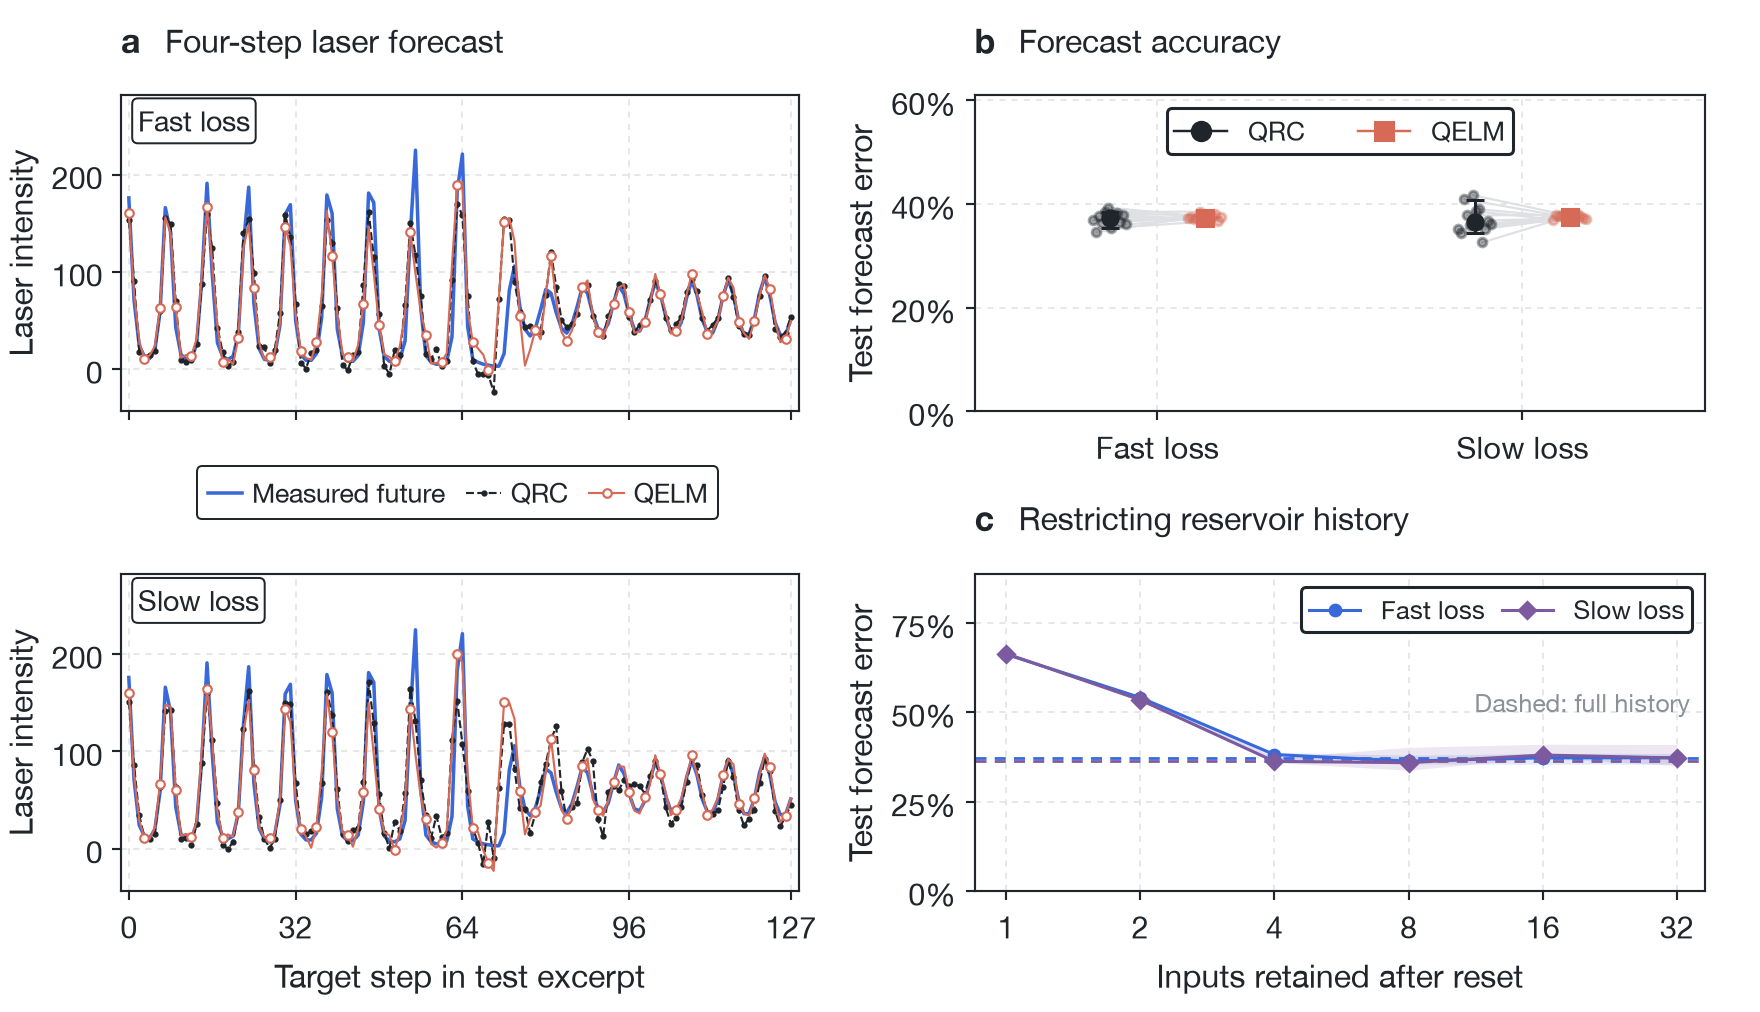 a Four-step laser forecast
Fast loss
Laser intensity
200
100
0
Measured future QRC QELM
Slow loss
Laser intensity
200
100
0
0 32 64 96 127
Target step in test excerpt
b Forecast accuracy
QRC QELM
Test forecast error
60%
40%
20%
0%
Fast loss Slow loss
c Restricting reservoir history
Fast loss Slow loss
Test forecast error
75%
50%
25%
0%
Dashed: full history
1 2 4 8 16 32
Inputs retained after reset